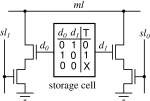 ml
sl1 sl0
d0 d1
d0 d1 T
0 1 0
1 0 1
0 0 X
storage cell